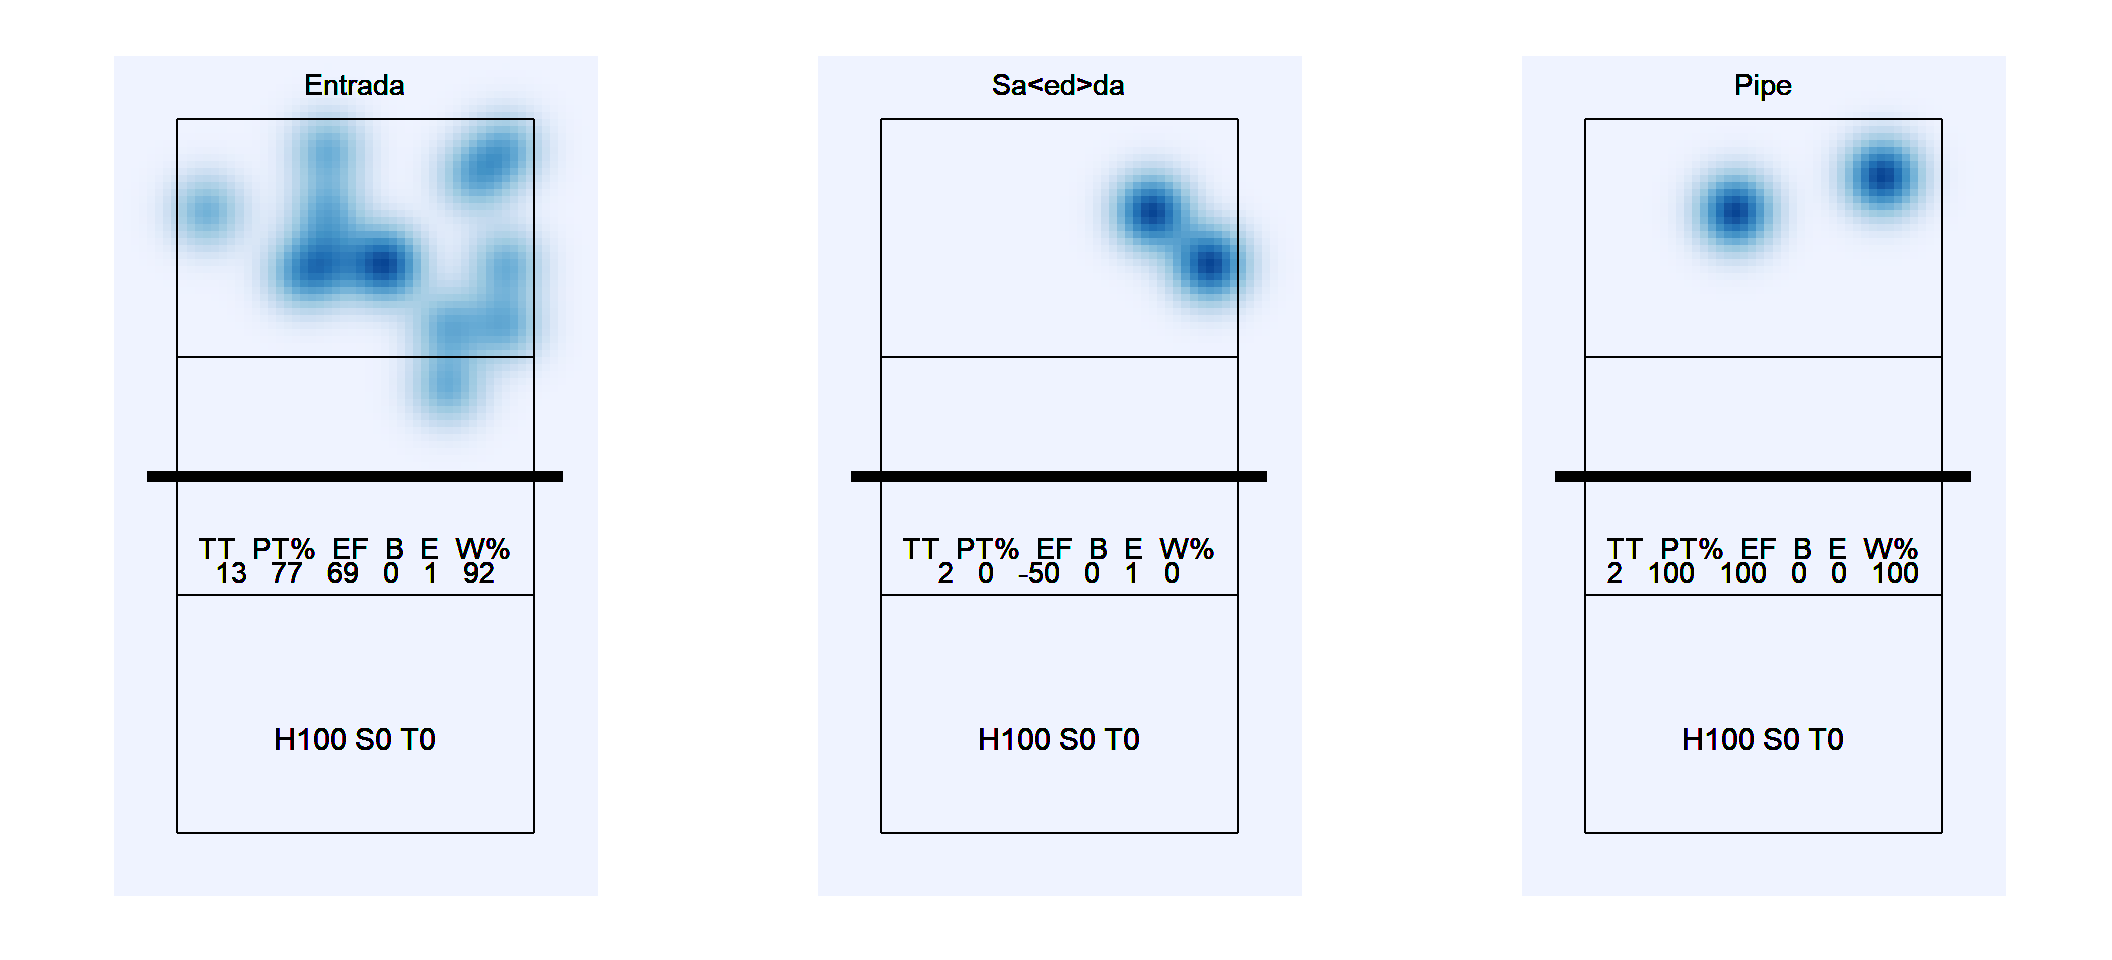 Entrada
TT PT% EF B E W%
13 77 69 0 1 92
H100 S0 T0
Sa<ed>da
TT PT% EF B E W%
2 0 -50 0 1 0
H100 S0 T0
Pipe
TT PT% EF B E W%
2 100 100 0 0 100
H100 S0 T0